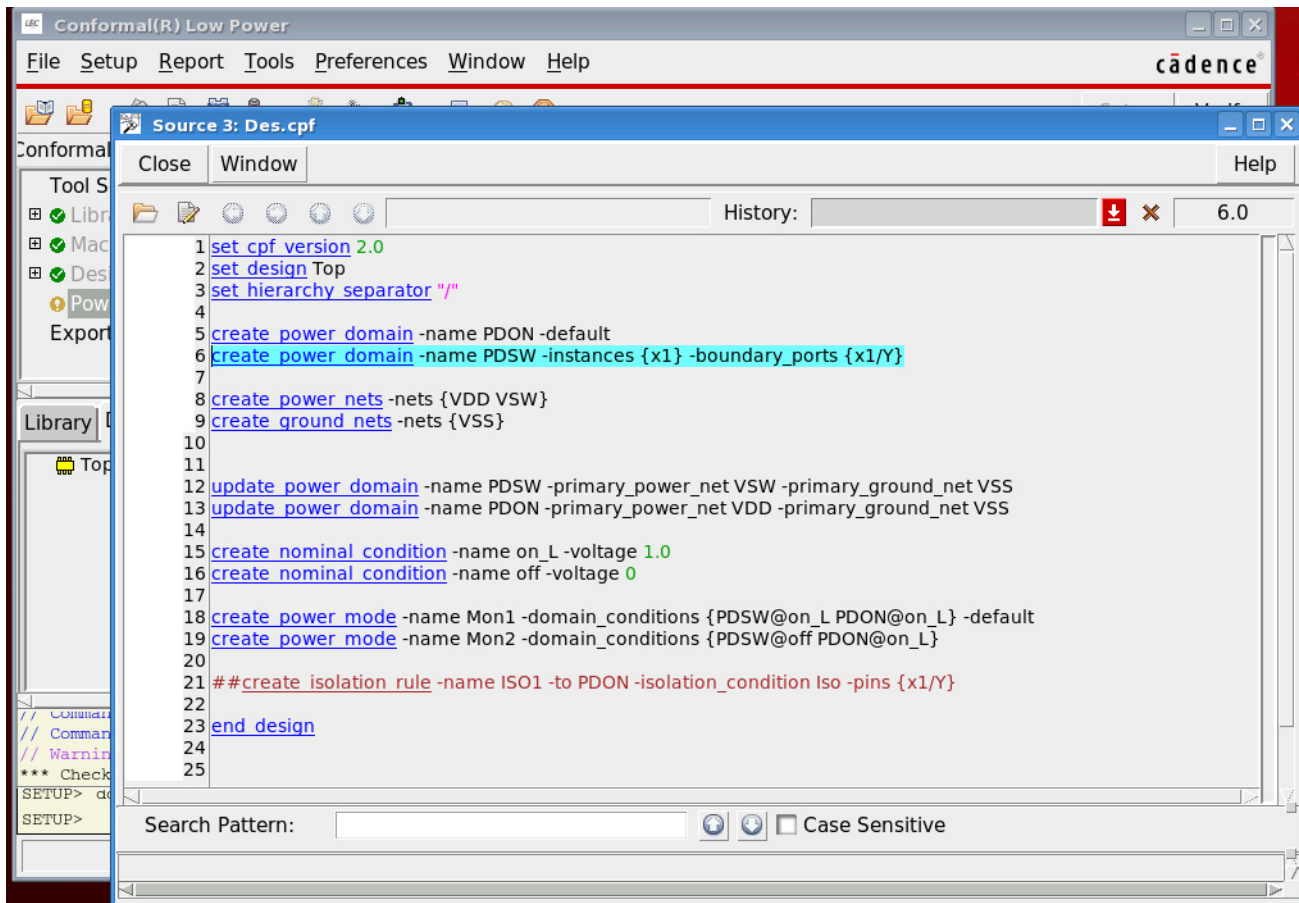 Conformal(R) Low Power
File Setup Report Tools Preferences Window Help
cādence®
Source 3: Des.cpf
Conformal
Close Window Help
Tool S
Libr
Mac
Des
Pow
Export
History: 6.0
1 set_cpf_version 2.0
2 set_design Top
3 set_hierarchy_separator "/"
4
5 create_power_domain -name PDON -default
6 create_power_domain -name PDSW -instances {x1} -boundary_ports {x1/Y}
7
8 create_power_nets -nets {VDD VSW}
9 create_ground_nets -nets {VSS}
10
11
12 update_power_domain -name PDSW -primary_power_net VSW -primary_ground_net VSS
13 update_power_domain -name PDON -primary_power_net VDD -primary_ground_net VSS
14
15 create_nominal_condition -name on_L -voltage 1.0
16 create_nominal_condition -name off -voltage 0
17
18 create_power_mode -name Mon1 -domain_conditions {PDSW@on_L PDON@on_L} -default
19 create_power_mode -name Mon2 -domain_conditions {PDSW@off PDON@on_L}
20
21 ##create_isolation_rule -name ISO1 -to PDON -isolation_condition Iso -pins {x1/Y}
22
23 end_design
24
25
Library
Top
// Comman
// Comman
// Warnin
*** Check
SETUP>
SETUP>
Search Pattern: Case Sensitive